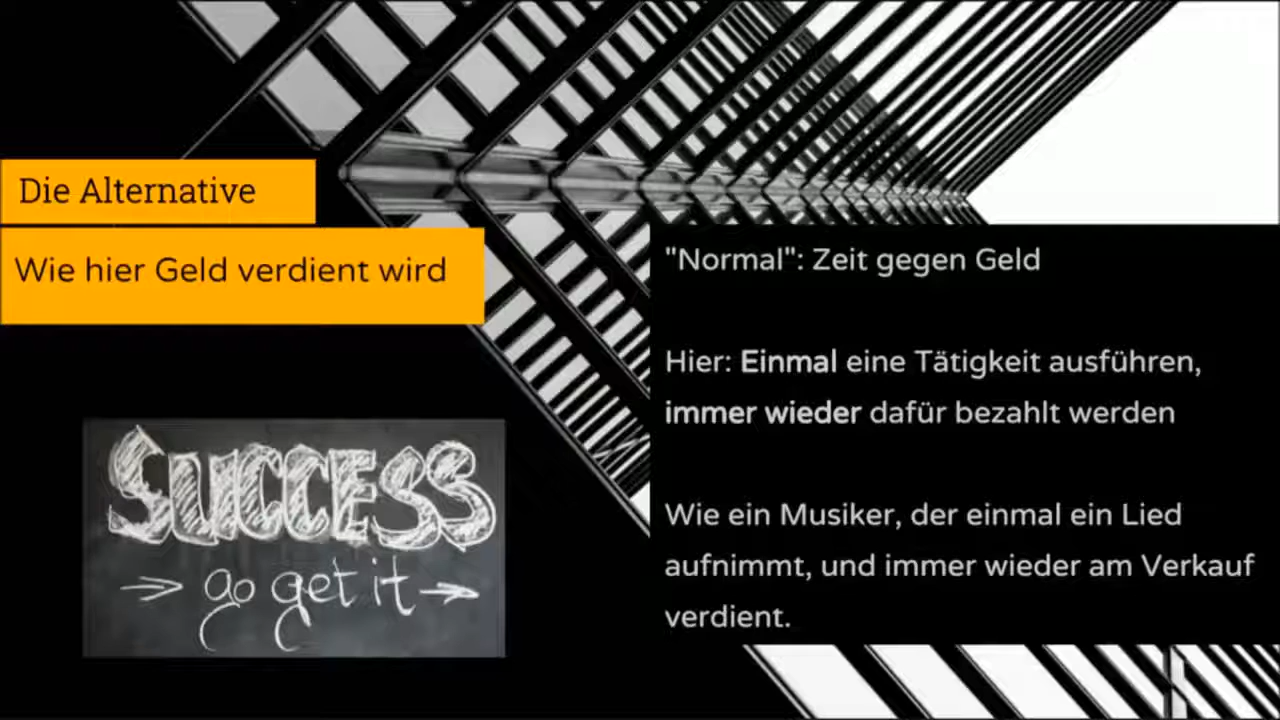 Die Alternative
Wie hier Geld verdient wird
"Normal": Zeit gegen Geld
Hier: Einmal eine Tätigkeit ausführen,
immer wieder dafür bezahlt werden
Wie ein Musiker, der einmal ein Lied
aufnimmt, und immer wieder am Verkauf
verdient.
SUCCESS
go get it